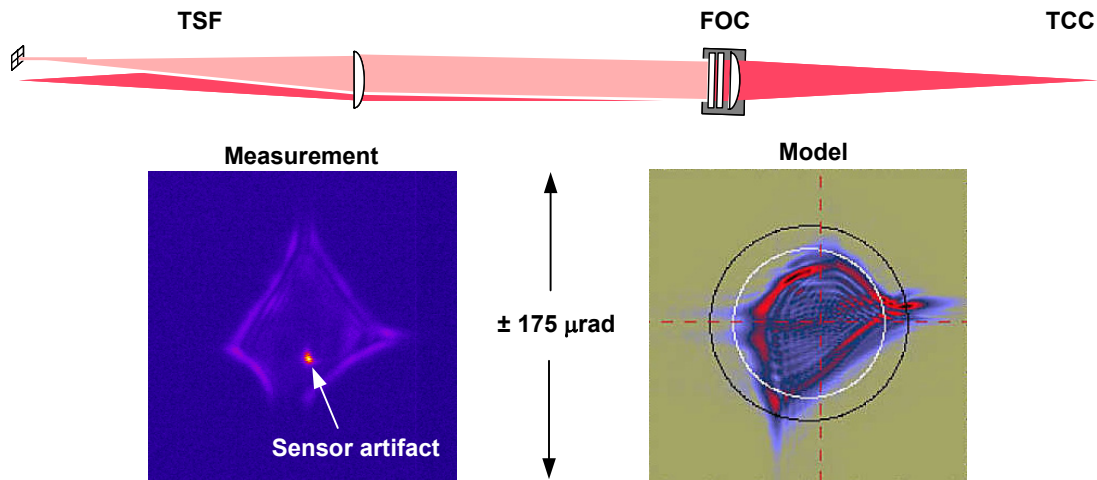 TSF FOC TCC
Measurement
Model
± 175 μrad
Sensor artifact